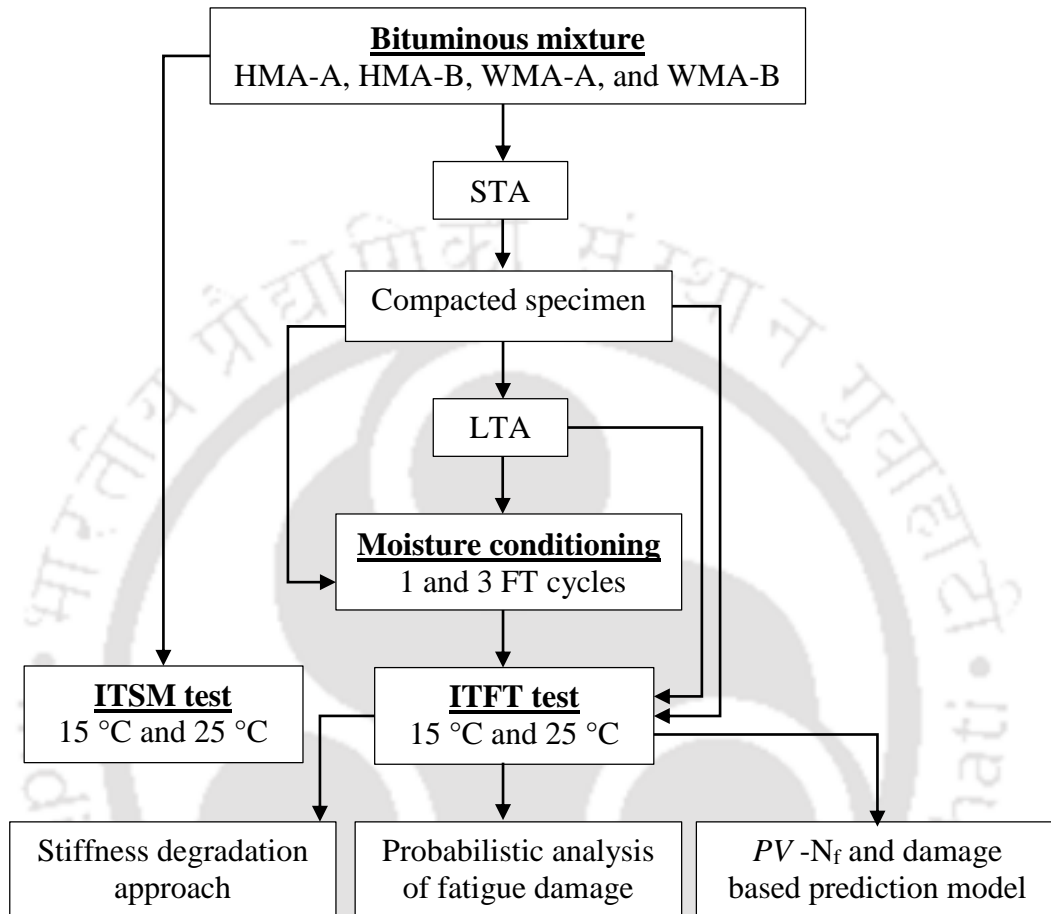 Bituminous mixture
HMA-A, HMA-B, WMA-A, and WMA-B
STA
Compacted specimen
LTA
Moisture conditioning
1 and 3 FT cycles
ITSM test
15 °C and 25 °C
ITFT test
15 °C and 25 °C
Stiffness degradation
approach
Probabilistic analysis
of fatigue damage
PV -Nf and damage
based prediction model
भारतीय प्रौद्योगिकी संस्थान गुवाहाटी